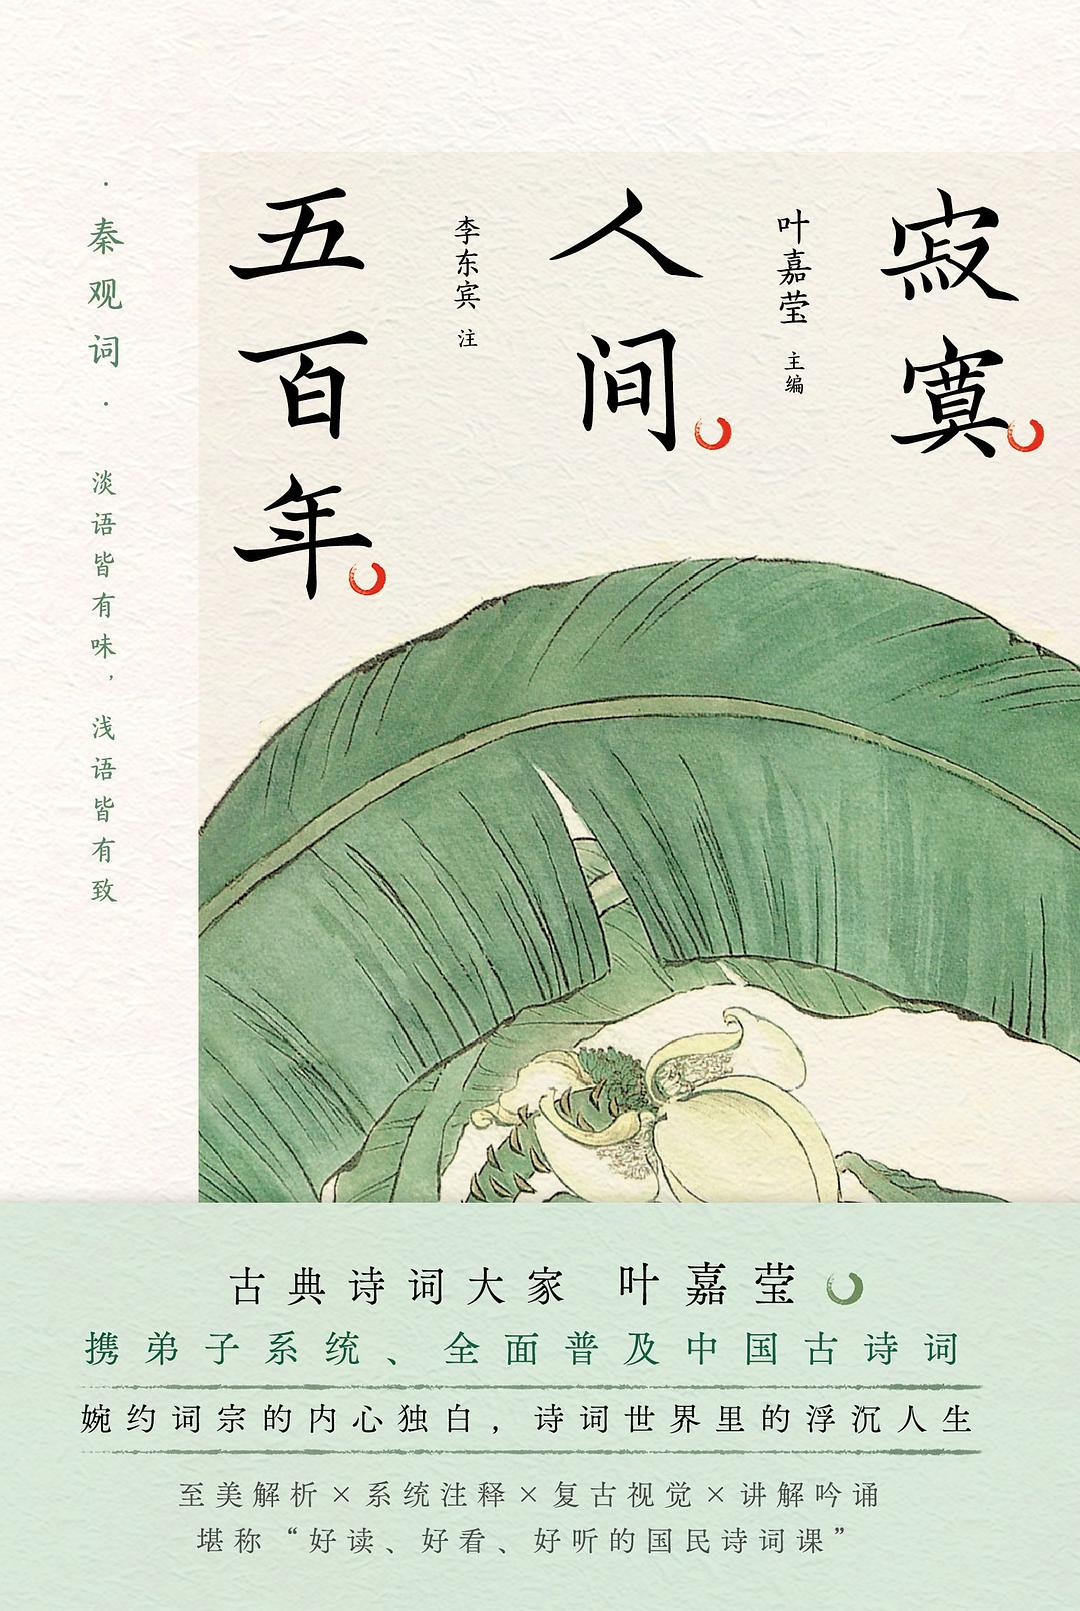 寂寞
叶嘉莹 主编
人间
李东宾 注
五百年
·秦观词·
淡语皆有味，浅语皆有致
古典诗词大家 叶嘉莹
携弟子系统、全面普及中国古诗词
婉约词宗的内心独白，诗词世界里的浮沉人生
至美解析×系统注释×复古视觉×讲解吟诵
堪称“好读、好看、好听的国民诗词课”